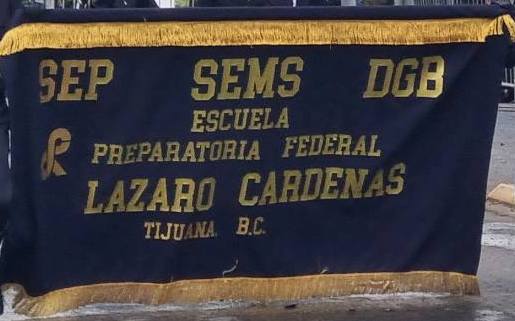 SEP SEMS DGB
ESCUELA
PREPARATORIA FEDERAL
LAZARO CARDENAS
TIJUANA. B.C.